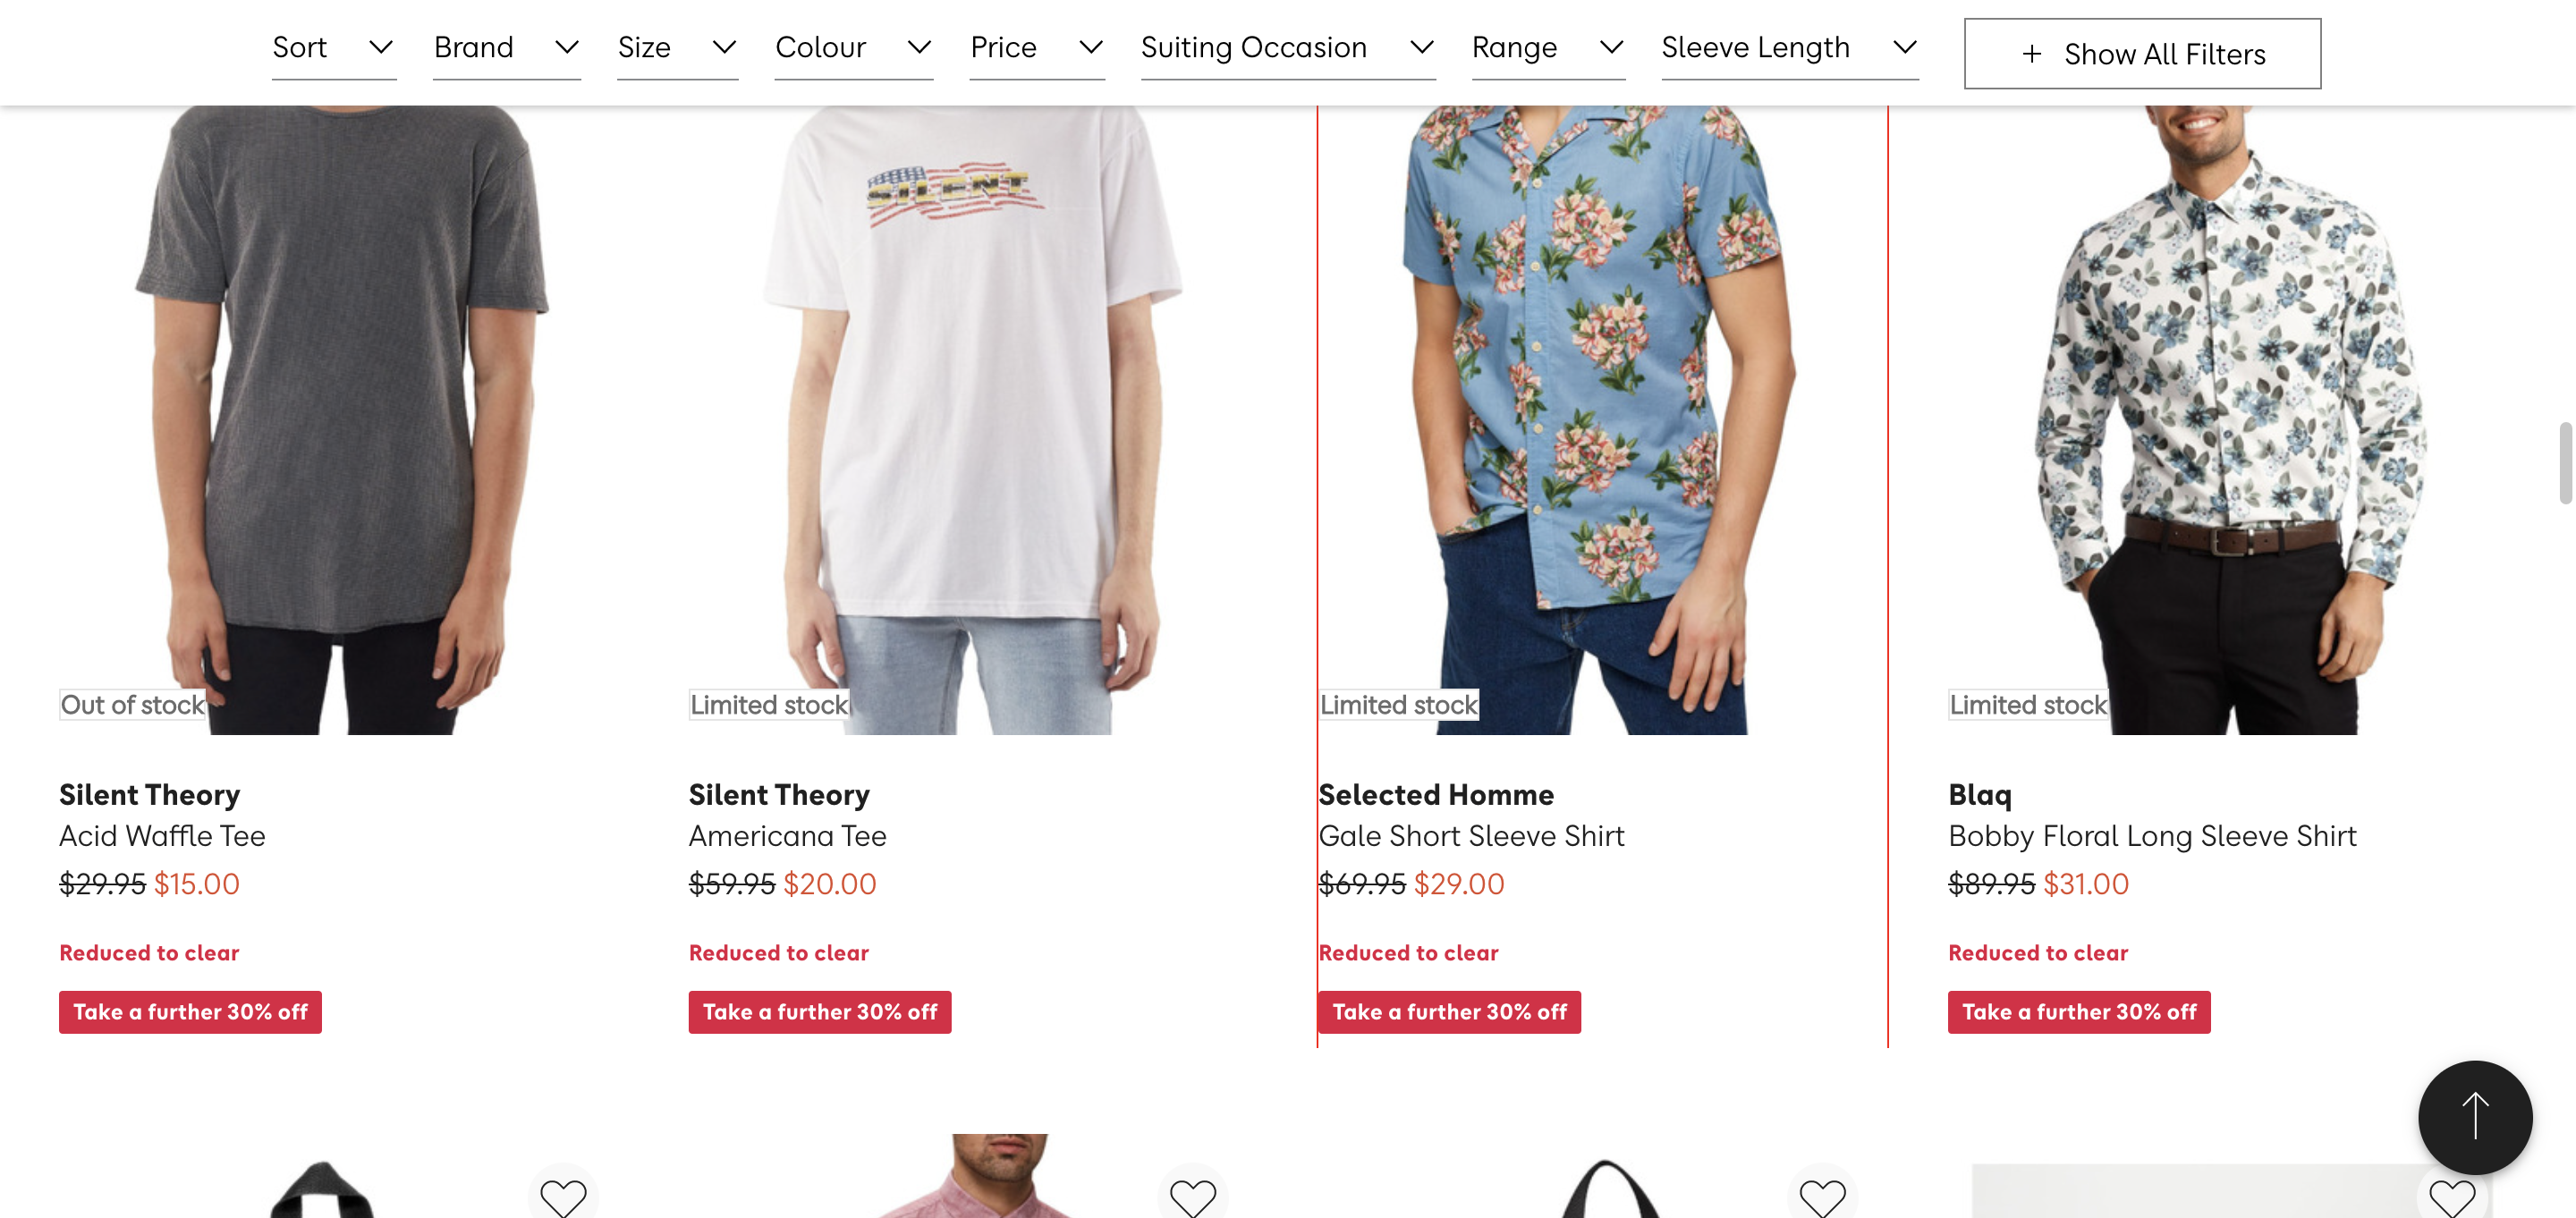 Sort
Brand
Size
Colour
Price
Suiting Occasion
Range
Sleeve Length
+ Show All Filters
SILENT
Out of stock
Limited stock
Limited stock
Limited stock
Silent Theory
Acid Waffle Tee
$29.95 $15.00
Reduced to clear
Take a further 30% off
Silent Theory
Americana Tee
$59.95 $20.00
Reduced to clear
Take a further 30% off
Selected Homme
Gale Short Sleeve Shirt
$69.95 $29.00
Reduced to clear
Take a further 30% off
Blaq
Bobby Floral Long Sleeve Shirt
$89.95 $31.00
Reduced to clear
Take a further 30% off